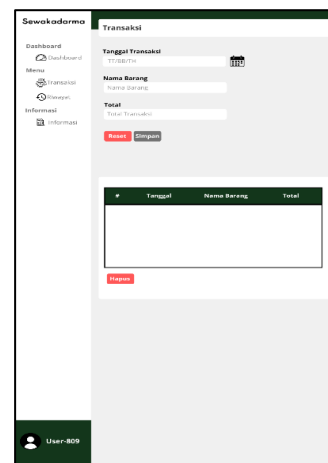 Sewakadarma
Transaksi
Dashboard
Dashboard
Menu
Transaksi
Riwayat
Informasi
Informasi
Tanggal Transaksi
TT/BB/TH
Nama Barang
Nama Barang
Total
Total Transaksi
Reset Simpan
# Tanggal Nama Barang Total
Hapus
User-809